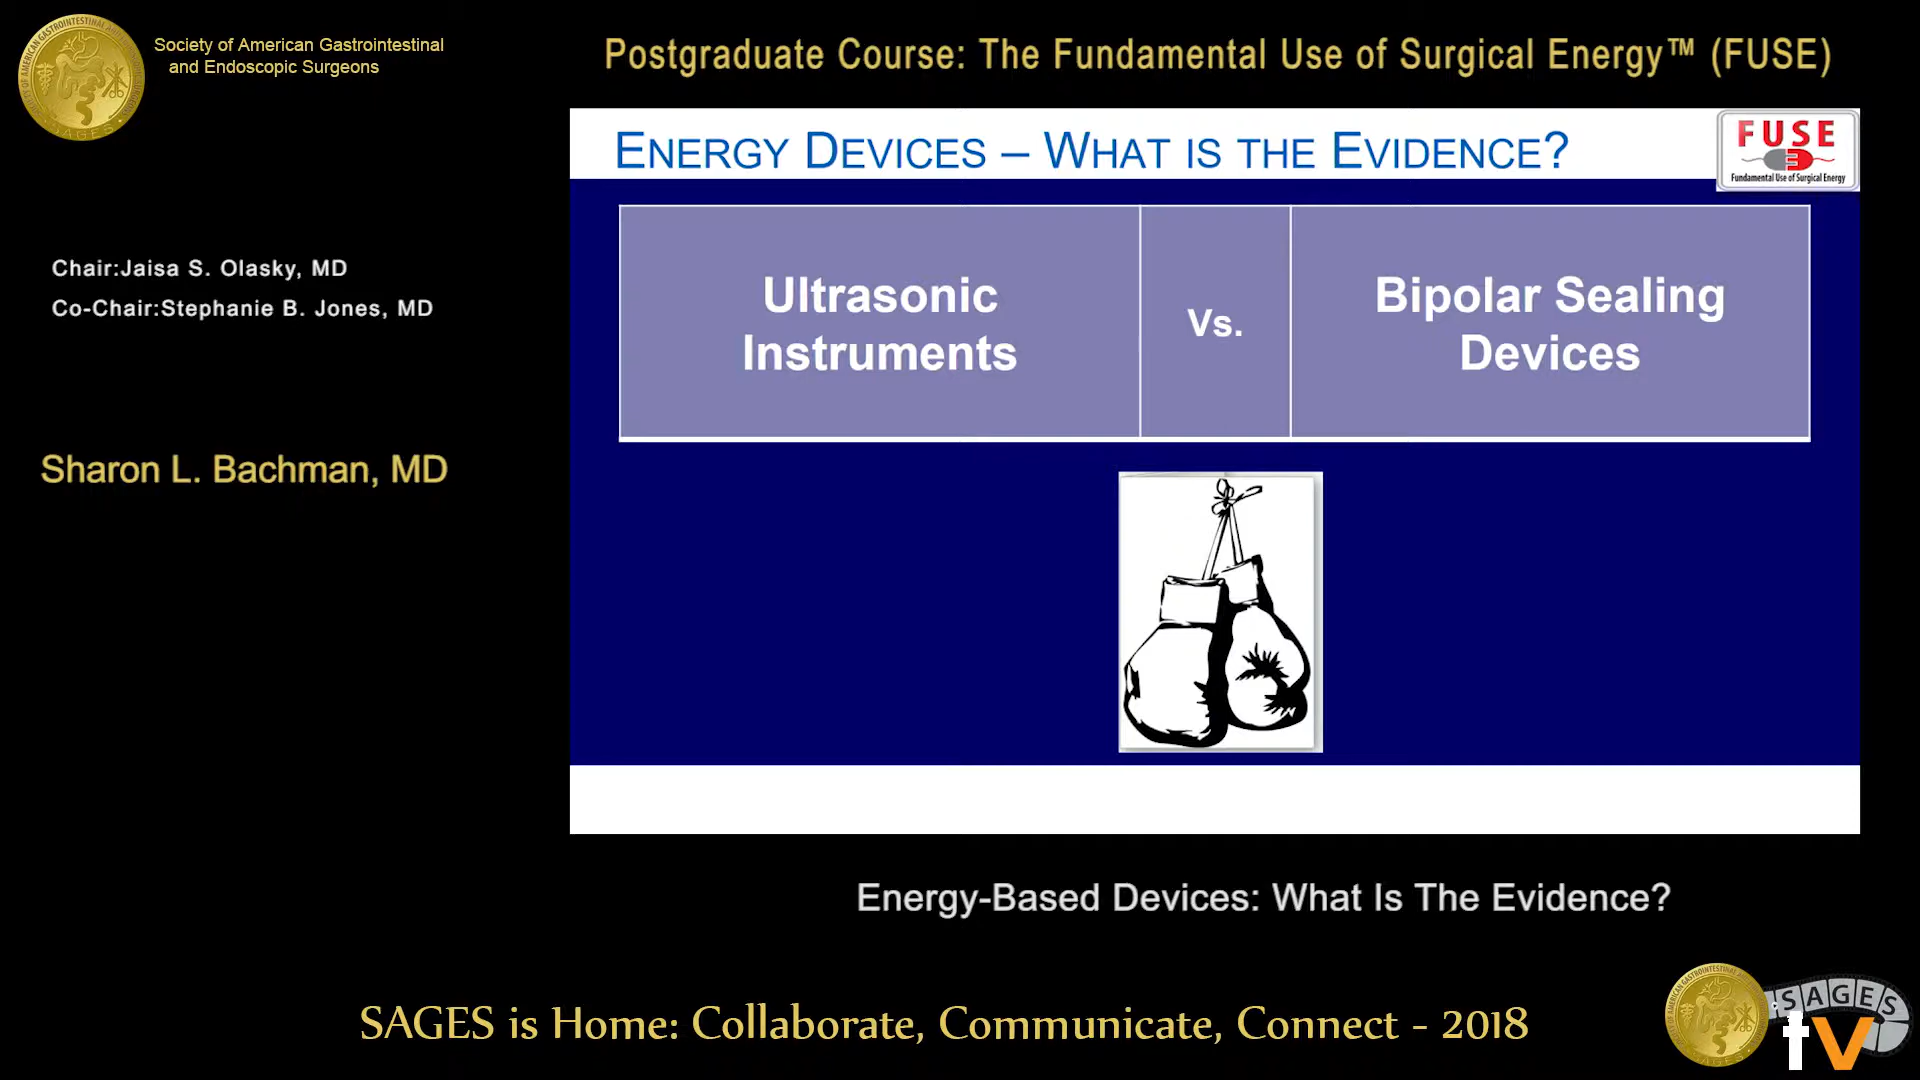 Society of American Gastrointestinal
and Endoscopic Surgeons
Postgraduate Course: The Fundamental Use of Surgical Energy™ (FUSE)
ENERGY DEVICES – WHAT IS THE EVIDENCE?
FUSE
Fundamental Use of Surgical Energy
Chair:Jaisa S. Olasky, MD
Co-Chair:Stephanie B. Jones, MD
Sharon L. Bachman, MD
Ultrasonic
Instruments
Vs.
Bipolar Sealing
Devices
Energy-Based Devices: What Is The Evidence?
SAGES is Home: Collaborate, Communicate, Connect - 2018
SAGES
tv